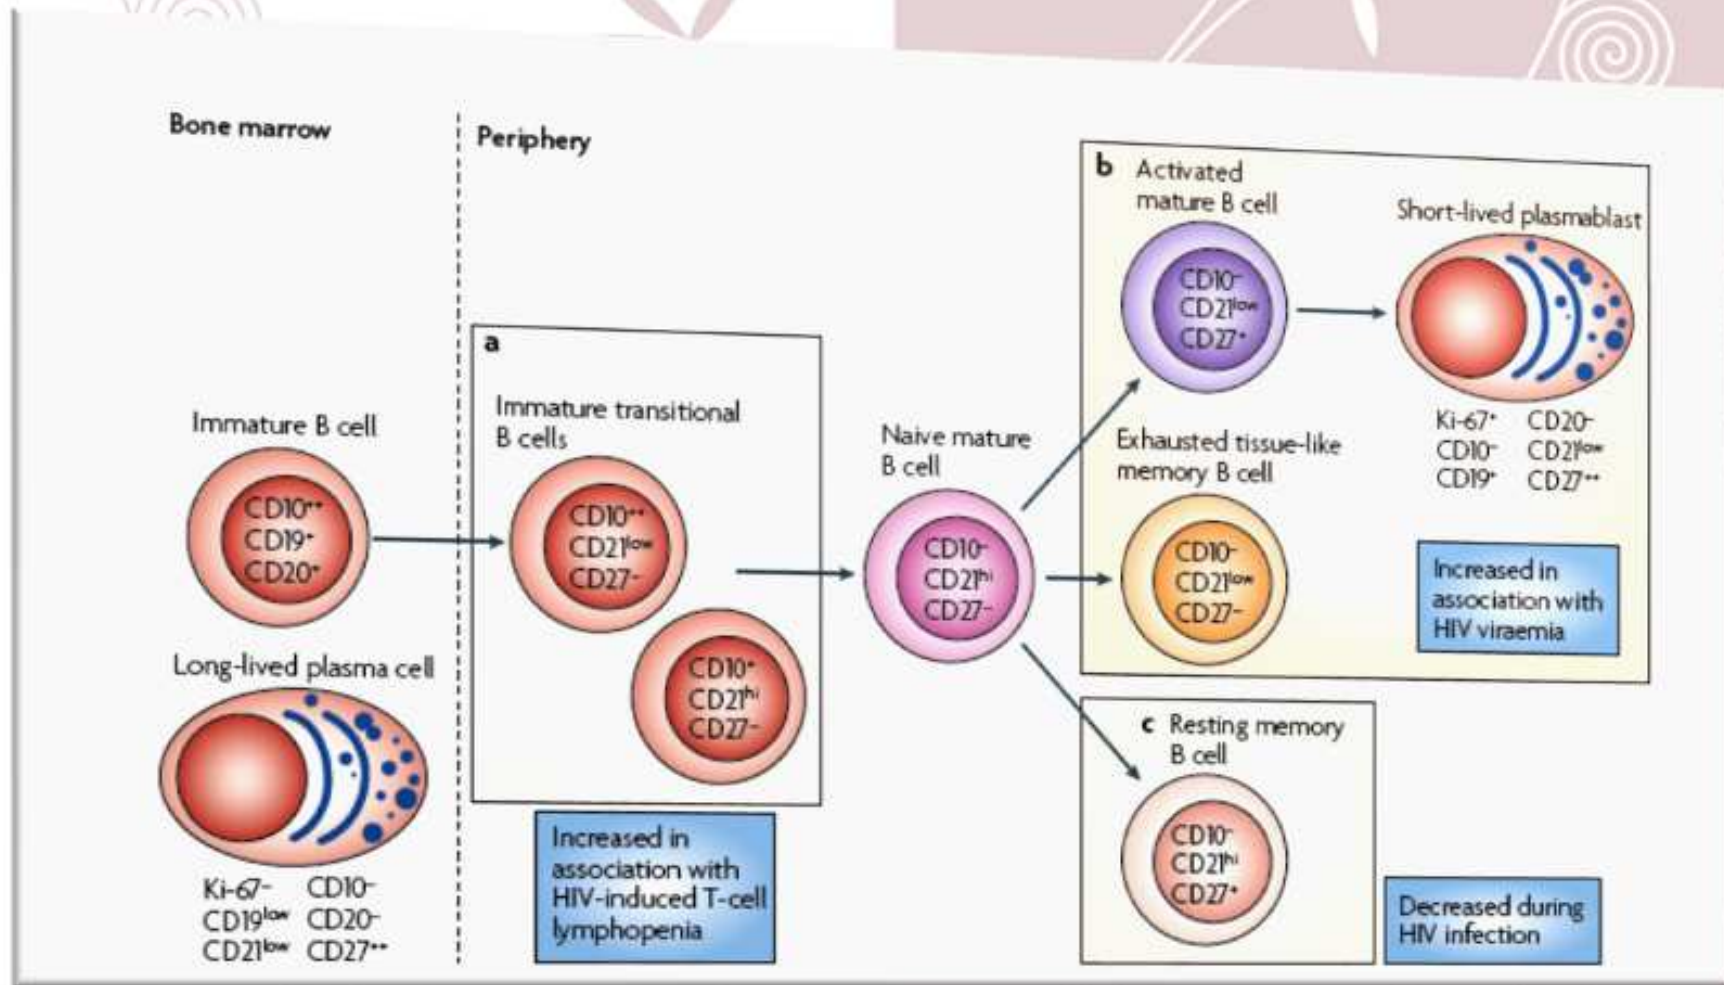 Bone marrow
Periphery
Immature B cell
CD10⁺⁺
CD19⁺
CD20⁺
Long-lived plasma cell
Ki-67⁻ CD10⁻
CD19ˡᵒʷ CD20⁻
CD21ˡᵒʷ CD27⁺⁺
a
Immature transitional
B cells
CD10⁺⁺
CD21ˡᵒʷ
CD27⁻
CD10⁺
CD21ʰⁱ
CD27⁻
Increased in
association with
HIV-induced T-cell
lymphopenia
Naive mature
B cell
CD10⁻
CD21ʰⁱ
CD27⁻
b Activated
mature B cell
CD10⁻
CD21ˡᵒʷ
CD27⁺
Short-lived plasmablast
Ki-67⁺ CD20⁻
CD10⁻ CD21ˡᵒʷ
CD19⁺ CD27⁺⁺
Exhausted tissue-like
memory B cell
CD10⁻
CD21ˡᵒʷ
CD27⁻
Increased in
association with
HIV viraemia
c Resting memory
B cell
CD10⁻
CD21ʰⁱ
CD27⁺
Decreased during
HIV infection